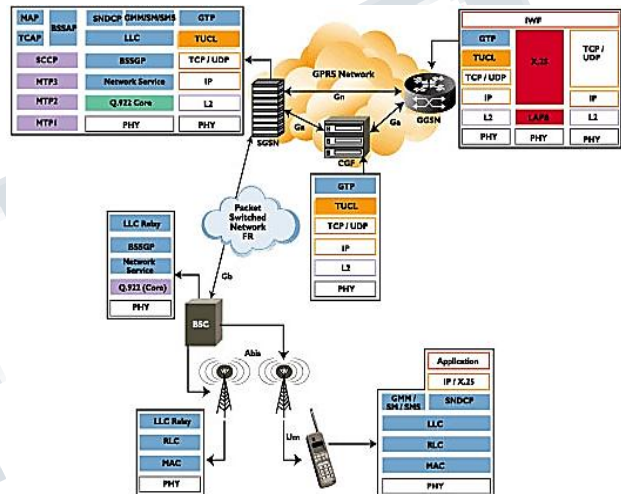 MAP
BSSAP
SNDCP
GMM/SM/SMS
GTP
TCAP
LLC
TUCL
SCCP
BSSGP
TCP / UDP
MTP3
Network Service
IP
MTP2
Q.922 Core
L2
MTP1
PHY
PHY
GPRS Network
Gn
Ga
Ga
SGSN
GGSN
CGF
IWF
GTP
X.25
TCP /
UDP
TUCL
TCP / UDP
IP
IP
L2
LAPB
L2
PHY
PHY
PHY
GTP
TUCL
TCP / UDP
IP
L2
PHY
Packet
Switched
Network
FR
Gb
LLC Relay
BSSGP
Network
Service
Q.922 (Core)
PHY
BSC
Abis
Um
LLC Relay
RLC
MAC
PHY
Application
IP / X.25
GMM /
SM / SMS
SNDCP
LLC
RLC
MAC
PHY